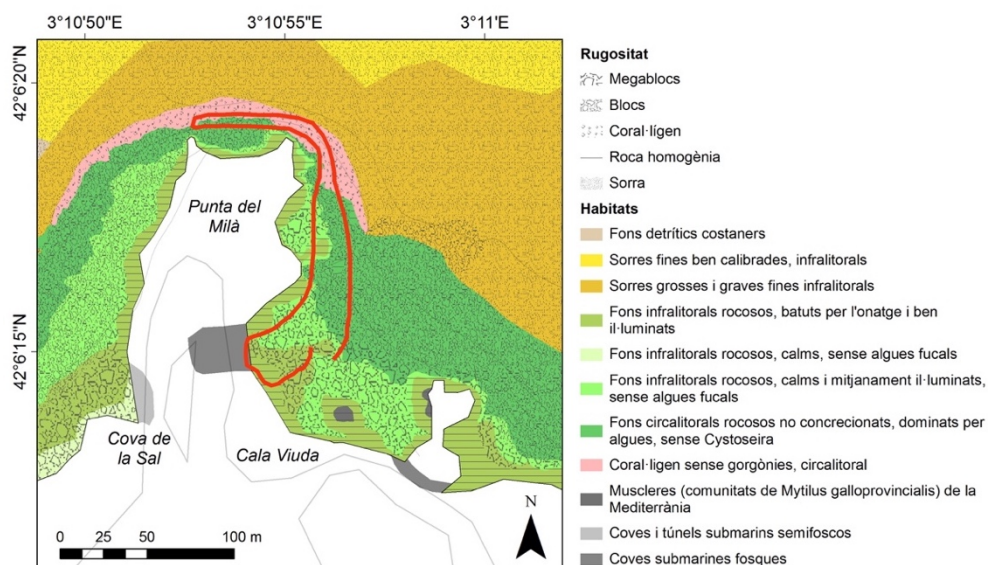 3°10'50"E
3°10'55"E
3°11'E
42°6'20"N
42°6'15"N
Punta del
Milà
Cova de
la Sal
Cala Viuda
N
0
25
50
100 m
Rugositat
Megablocs
Blocs
Coral·lígen
Roca homogènia
Sorra
Habitats
Fons detrítics costaners
Sorres fines ben calibrades, infralitorals
Sorres grosses i graves fines infralitorals
Fons infralitorals rocosos, batuts per l'onatge i ben
il·luminats
Fons infralitorals rocosos, calms, sense algues fucals
Fons infralitorals rocosos, calms i mitjanament il·luminats,
sense algues fucals
Fons circalitorals rocosos no concrecionats, dominats per
algues, sense Cystoseira
Coral·ligen sense gorgònies, circalitoral
Muscleres (comunitats de Mytilus galloprovincialis) de la
Mediterrània
Coves i túnels submarins semifoscos
Coves submarines fosques